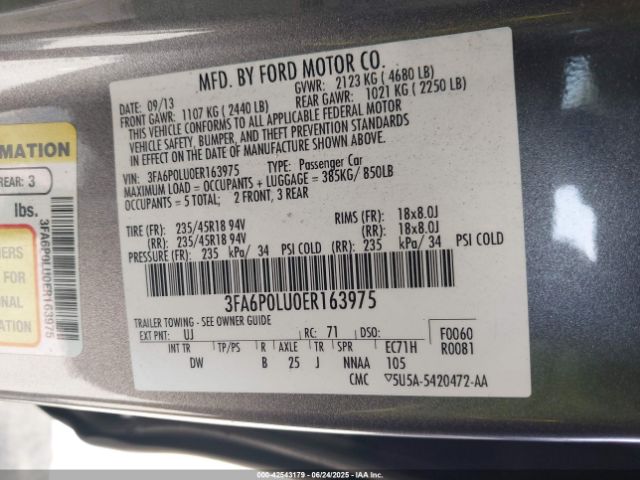 MFD. BY FORD MOTOR CO.
DATE: 09/13 GVWR: 2123 KG ( 4680 LB)
FRONT GAWR: 1107 KG ( 2440 LB) REAR GAWR: 1021 KG ( 2250 LB)
THIS VEHICLE CONFORMS TO ALL APPLICABLE FEDERAL MOTOR
VEHICLE SAFETY, BUMPER, AND THEFT PREVENTION STANDARDS
IN EFFECT ON THE DATE OF MANUFACTURE SHOWN ABOVE.
VIN: 3FA6P0LU0ER163975 TYPE: Passenger Car
MAXIMUM LOAD = OCCUPANTS + LUGGAGE = 385KG/ 850LB
OCCUPANTS = 5 TOTAL; 2 FRONT, 3 REAR
TIRE (FR): 235/45R18 94V RIMS (FR): 18x8.0J
(RR): 235/45R18 94V (RR): 18x8.0J
PRESSURE (FR): 235 kPa/ 34 PSI COLD (RR): 235 kPa/ 34 PSI COLD
3FA6P0LU0ER163975
TRAILER TOWING - SEE OWNER GUIDE
EXT PNT: UJ RC: 71 DSO: F0060
INT TR TP/PS R AXLE TR SPR EC71H R0081
DW B 25 J NNAA 105
CMC ▽5U5A-5420472-AA
RMATION
REAR: 3
lbs.
3FA6P0LU0ER163975
FOR
000-42543179 - 06/24/2025 - IAA INC.